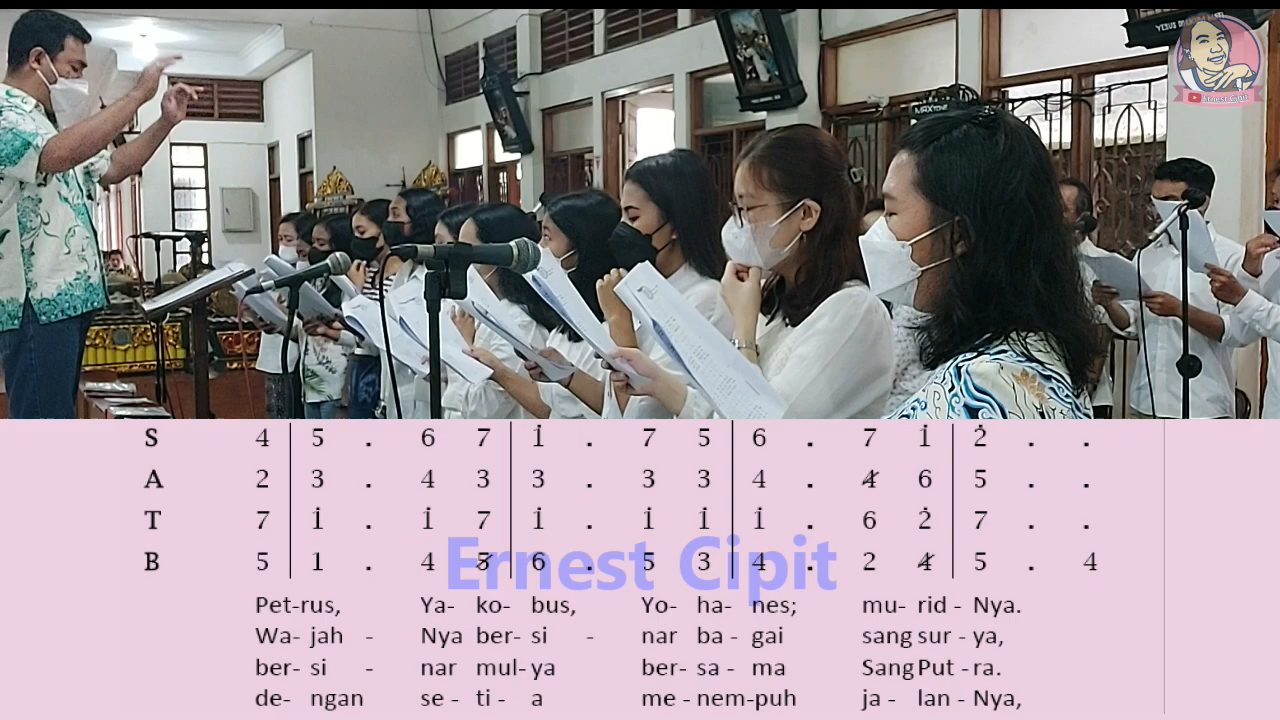 MAXTONE
Ernest Cipit
S 4 | 5 . 6 7 | 1̇ . 7 5 | 6 . 7 1̇ | 2̇ . .
A 2 | 3 . 4 3 | 3 . 3 3 | 4 . 4̸ 6 | 5 . .
T 7 | 1̇ . 1̇ 7 | 1̇ . 1̇ 1̇ | 1̇ . 6 2̇ | 7 . .
B 5 | 1 . 4 5̸ | 6 . 5 3 | 4 . 2 4̸ | 5 . 4
Ernest Cipit
Pet-rus, Ya- ko- bus, Yo- ha- nes; mu- rid - Nya.
Wa- jah - Nya ber- si - nar ba - gai sang sur - ya,
ber- si - nar mul-ya ber- sa - ma Sang Put - ra.
de- ngan se - ti - a me - nem-puh ja - lan - Nya,